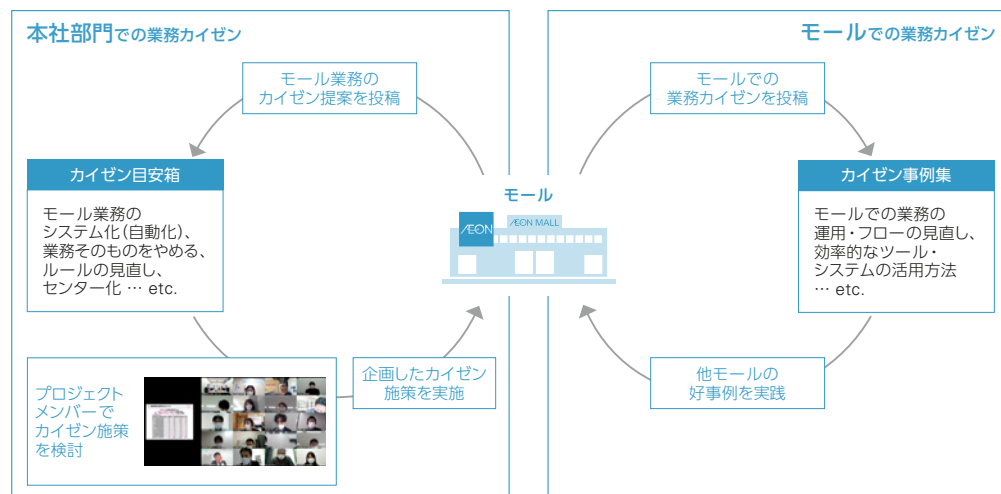 本社部門での業務カイゼン
モール業務の
カイゼン提案を投稿
カイゼン目安箱
モール業務の
システム化(自動化)、
業務そのものをやめる、
ルールの見直し、
センター化 … etc.
プロジェクト
メンバーで
カイゼン施策
を検討
企画したカイゼン
施策を実施
モール
ÆON
ÆON MALL
モールでの業務カイゼン
モールでの
業務カイゼンを投稿
カイゼン事例集
モールでの業務の
運用・フローの見直し、
効率的なツール・
システムの活用方法
… etc.
他モールの
好事例を実践